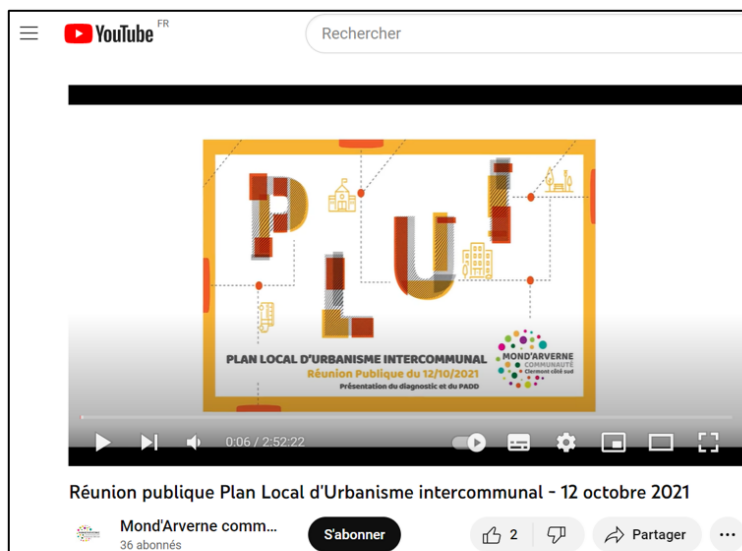 YouTube FR
Rechercher
PLUI
PLAN LOCAL D'URBANISME INTERCOMMUNAL
Réunion Publique du 12/10/2021
Présentation du diagnostic et du PADD
MOND'ARVERNE
COMMUNAUTÉ
Clermont côté sud
0:06 / 2:52:22
Réunion publique Plan Local d'Urbanisme intercommunal - 12 octobre 2021
Mond'Arverne comm...
36 abonnés
S'abonner
2
Partager